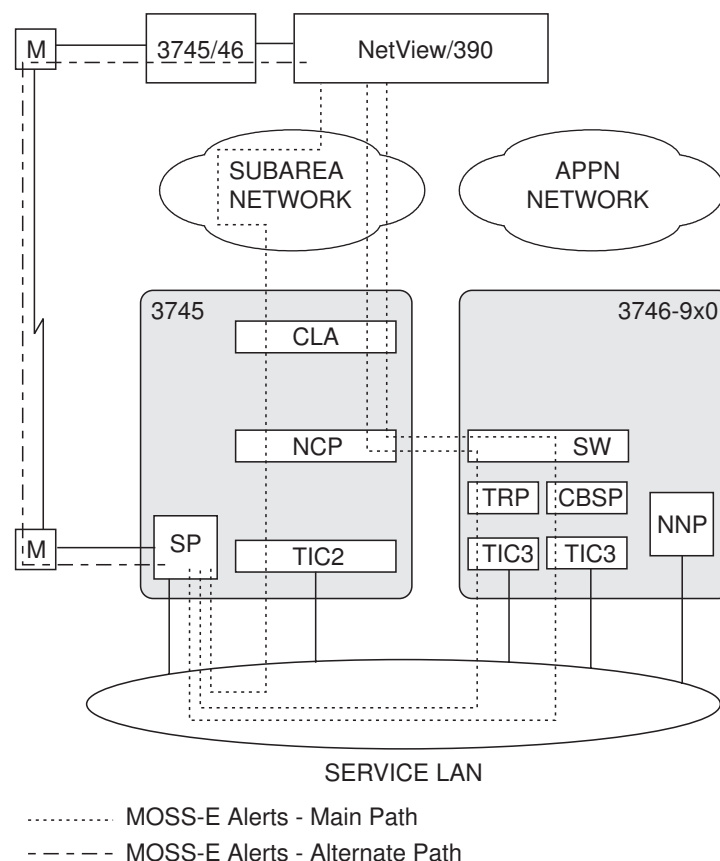 M
3745/46
NetView/390
SUBAREA
NETWORK
APPN
NETWORK
3745
3746-9x0
CLA
NCP
SW
TRP
CBSP
NNP
M
SP
TIC2
TIC3
TIC3
SERVICE LAN
MOSS-E Alerts - Main Path
MOSS-E Alerts - Alternate Path